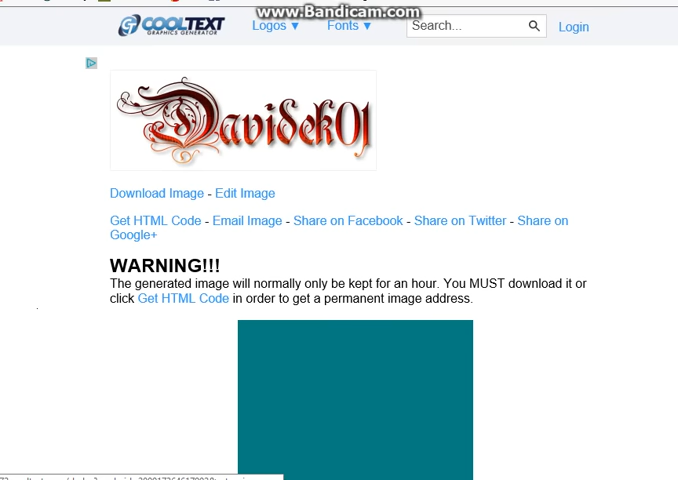 www.Bandicam.com
COOLTEXT
GRAPHICS GENERATOR
Logos ▼
Fonts ▼
Search...
Login
Davidek01
Download Image - Edit Image
Get HTML Code - Email Image - Share on Facebook - Share on Twitter - Share on
Google+
WARNING!!!
The generated image will normally only be kept for an hour. You MUST download it or
click Get HTML Code in order to get a permanent image address.